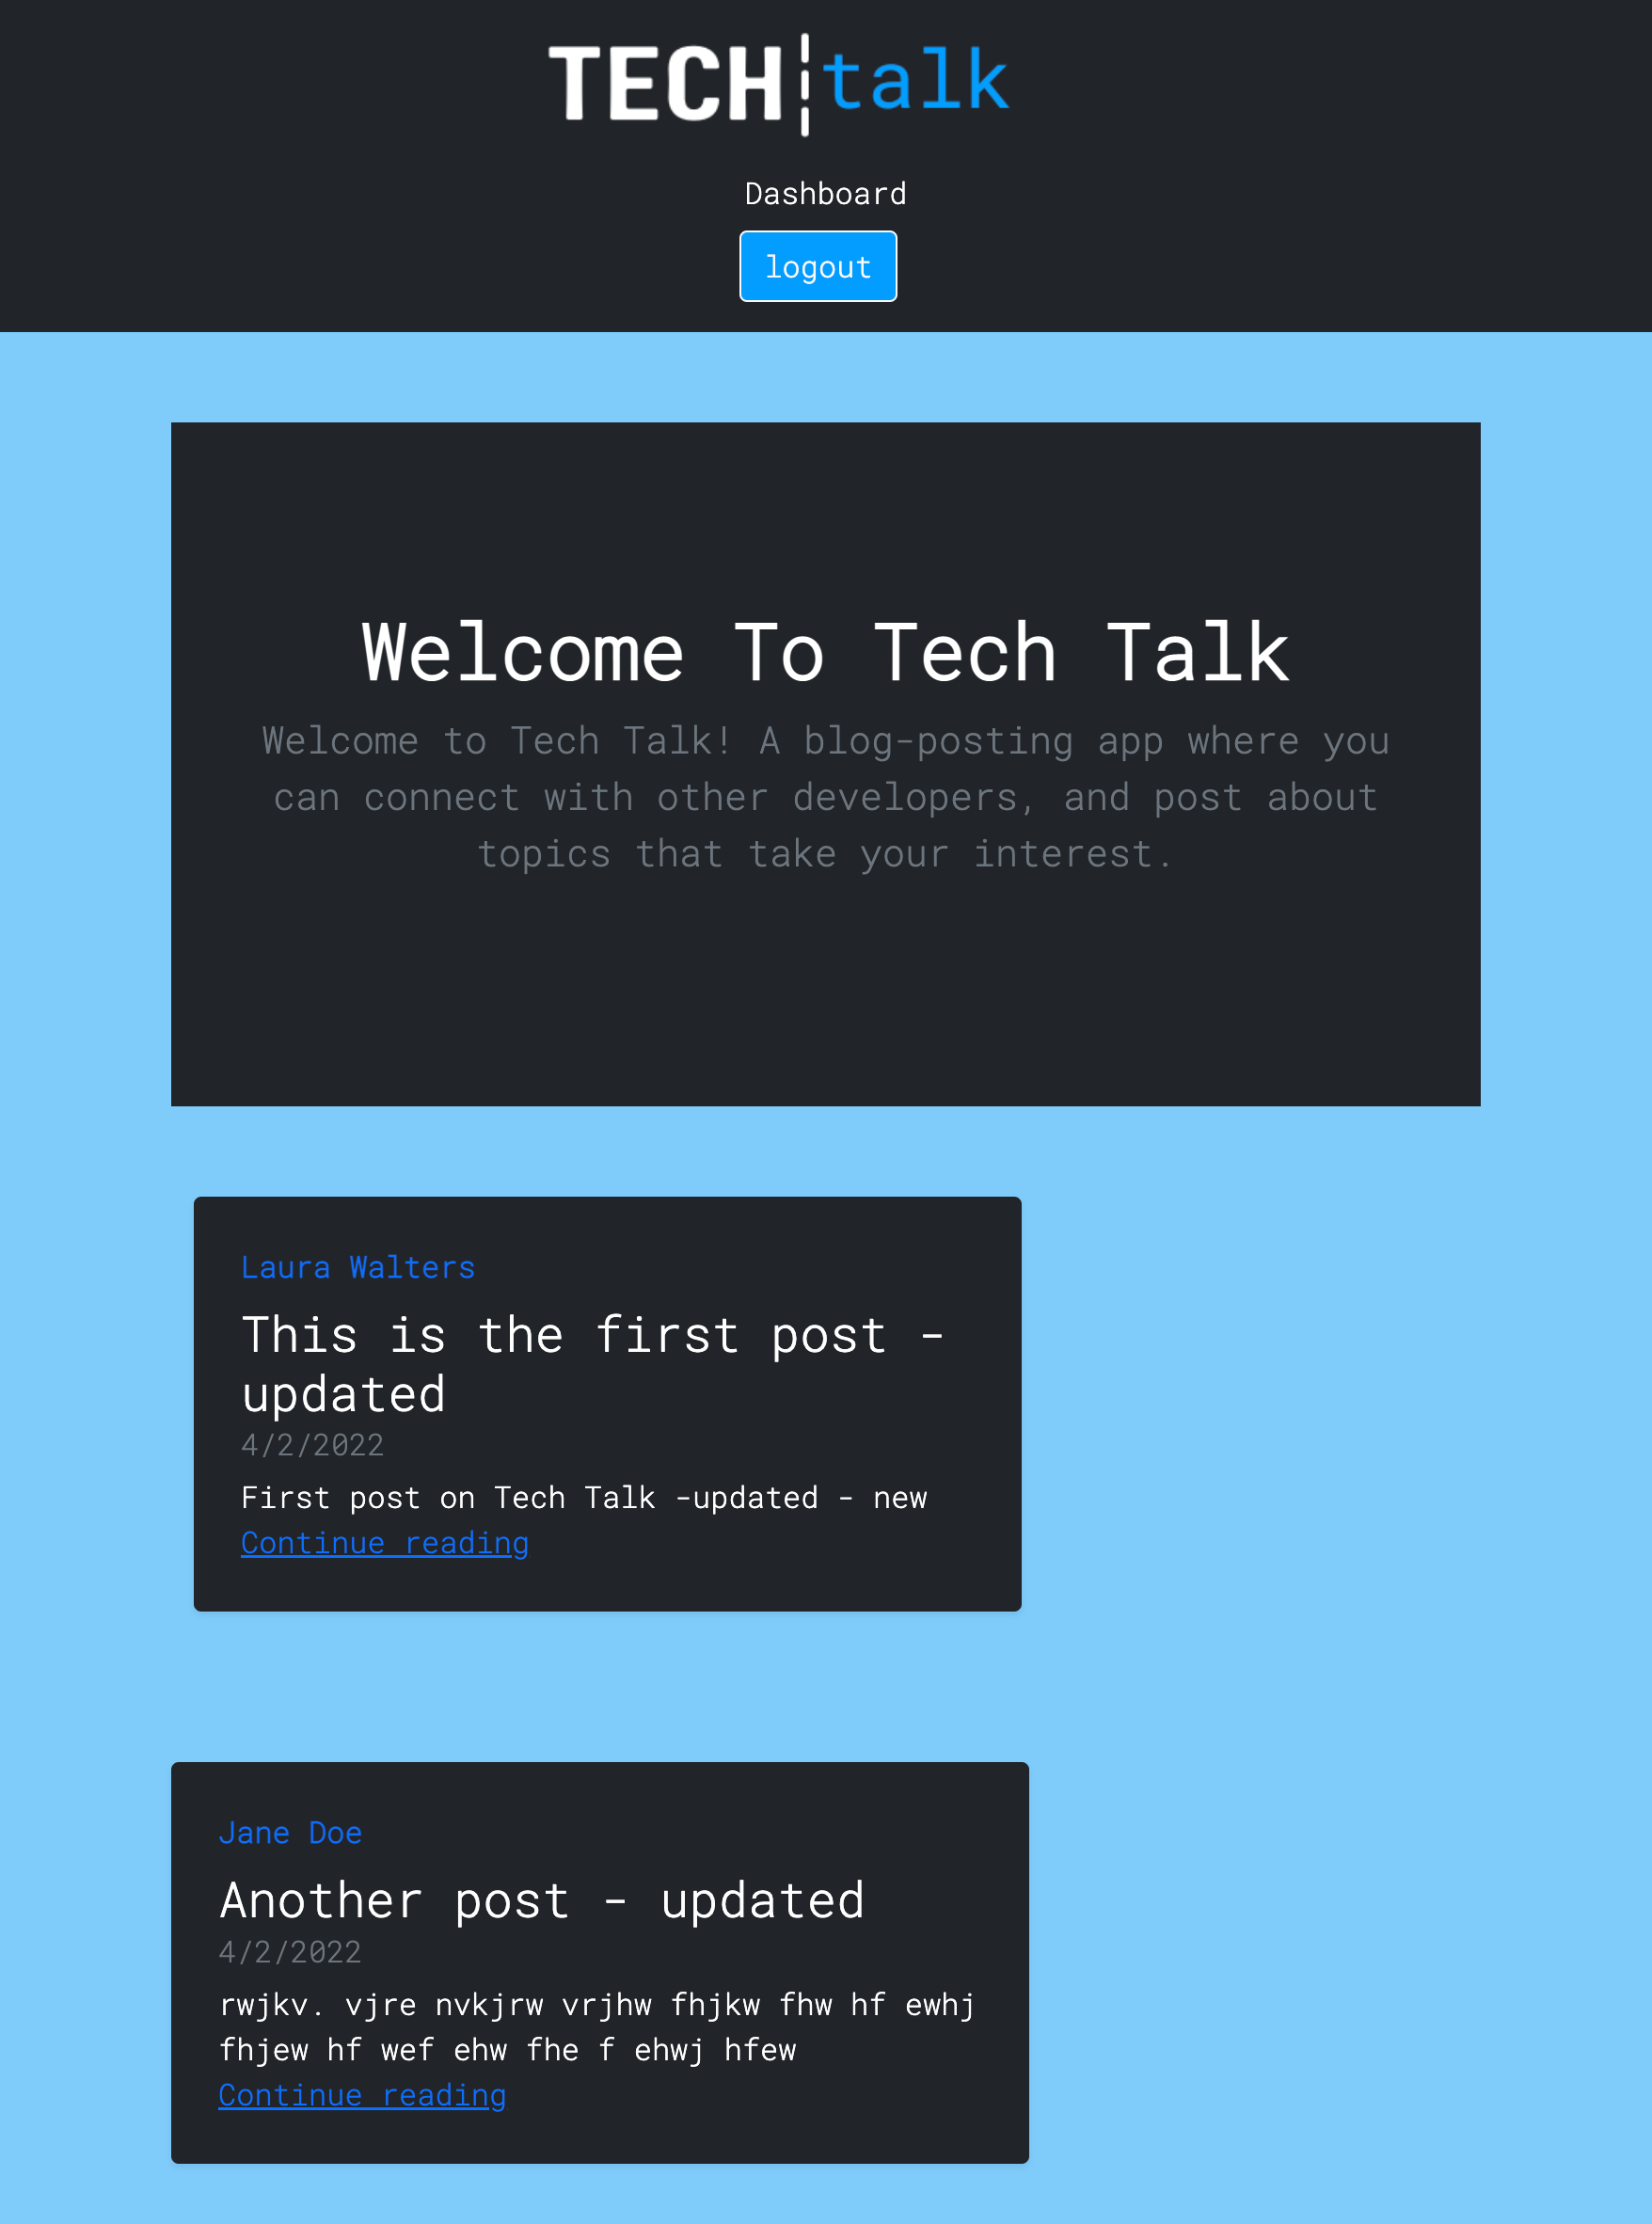 TECH talk
Dashboard
logout
Welcome To Tech Talk
Welcome to Tech Talk! A blog-posting app where you
can connect with other developers, and post about
topics that take your interest.
Laura Walters
This is the first post -
updated
4/2/2022
First post on Tech Talk -updated - new
Continue reading
Jane Doe
Another post - updated
4/2/2022
rwjkv. vjre nvkjrw vrjhw fhjkw fhw hf ewhj
fhjew hf wef ehw fhe f ehwj hfew
Continue reading